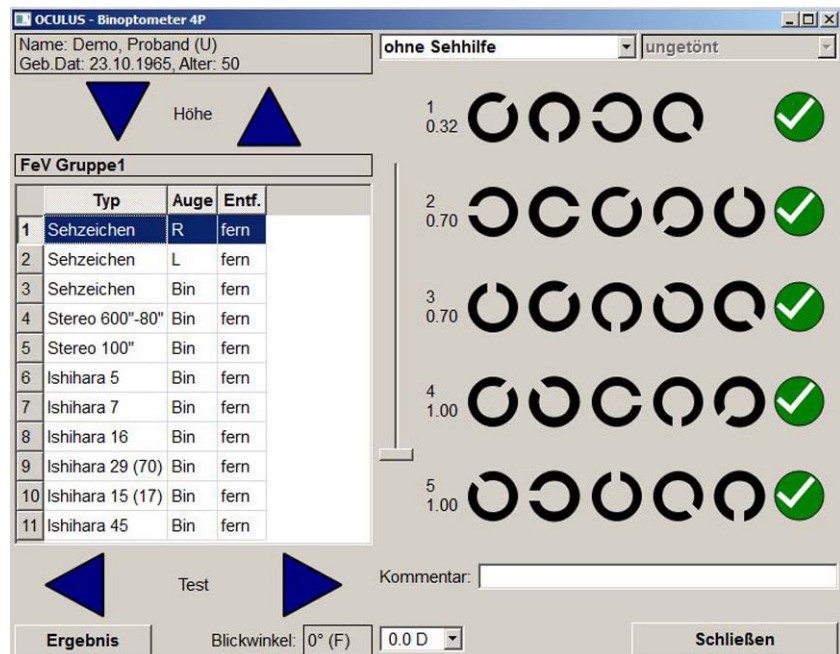 OCULUS - Binoptometer 4P
Name: Demo, Proband (U)
Geb.Dat: 23.10.1965, Alter: 50
ohne Sehhilfe
ungetönt
Höhe
FeV Gruppe1
Typ Auge Entf.
1 Sehzeichen R fern
2 Sehzeichen L fern
3 Sehzeichen Bin fern
4 Stereo 600"-80" Bin fern
5 Stereo 100" Bin fern
6 Ishihara 5 Bin fern
7 Ishihara 7 Bin fern
8 Ishihara 16 Bin fern
9 Ishihara 29 (70) Bin fern
10 Ishihara 15 (17) Bin fern
11 Ishihara 45 Bin fern
1
0.32
2
0.70
3
0.70
4
1.00
5
1.00
Test
Kommentar:
Ergebnis
Blickwinkel: 0° (F)
0.0 D
Schließen